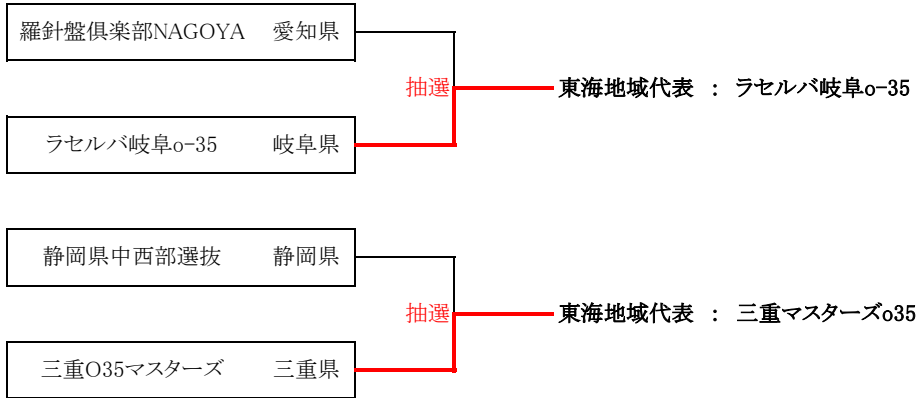 羅針盤倶楽部NAGOYA 愛知県
抽選 東海地域代表 : ラセルバ岐阜o-35
ラセルバ岐阜o-35 岐阜県
静岡県中西部選抜 静岡県
抽選 東海地域代表 : 三重マスターズo35
三重O35マスターズ 三重県